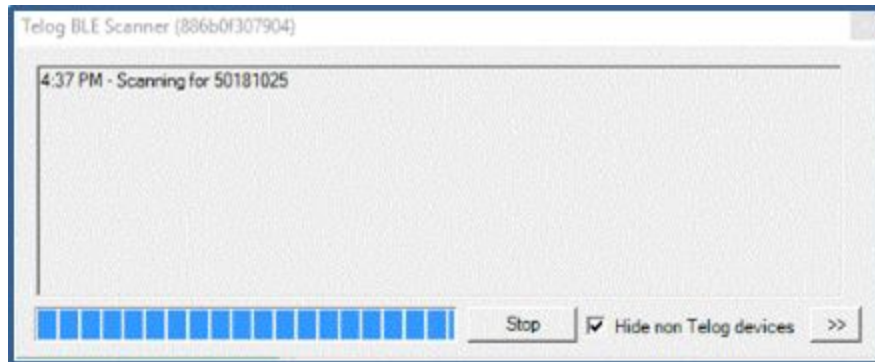 Telog BLE Scanner (886b0f307904)
4:37 PM - Scanning for 50181025
Stop
Hide non Telog devices
>>